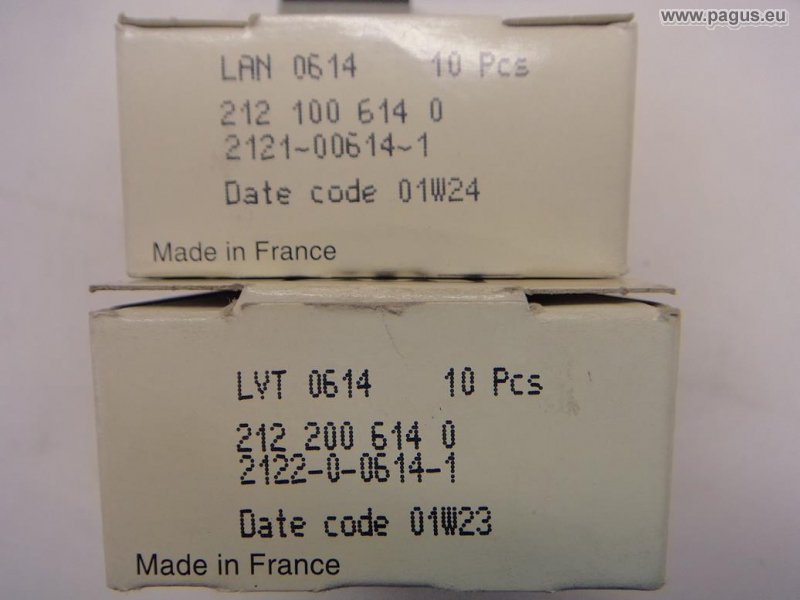 www.pagus.eu
LAN 0614 10 Pcs
212 100 614 0
2121-00614-1
Date code 01W24
Made in France
LVT 0614 10 Pcs
212 200 614 0
2122-0-0614-1
Date code 01W23
Made in France